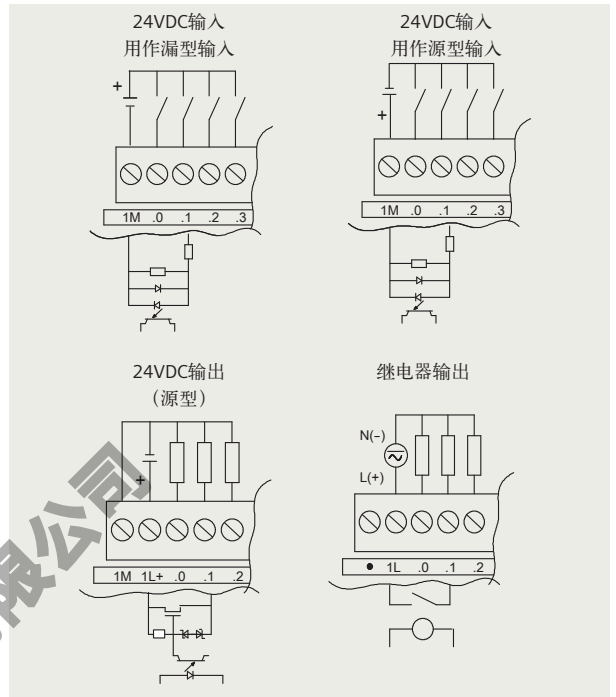 24VDC输入
用作漏型输入
24VDC输入
用作源型输入
+
+
1M .0 .1 .2 .3
1M .0 .1 .2 .3
24VDC输出
（源型）
继电器输出
N(-)
L(+)
+
1M 1L+ .0 .1 .2
1L .0 .1 .2
限公司